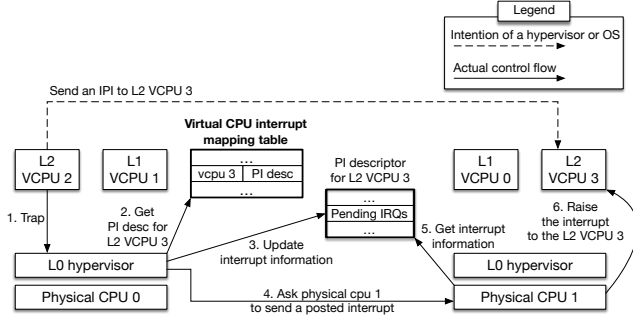 Legend
Intention of a hypervisor or OS
Actual control flow
Send an IPI to L2 VCPU 3
Virtual CPU interrupt
mapping table
L2
VCPU 2
L1
VCPU 1
...
vcpu 3 PI desc
...
PI descriptor
for L2 VCPU 3
...
Pending IRQs
...
L1
VCPU 0
L2
VCPU 3
1. Trap
2. Get
PI desc for
L2 VCPU 3
3. Update
interrupt information
5. Get interrupt
information
6. Raise
the interrupt
to the L2 VCPU 3
L0 hypervisor
L0 hypervisor
4. Ask physical cpu 1
to send a posted interrupt
Physical CPU 0
Physical CPU 1